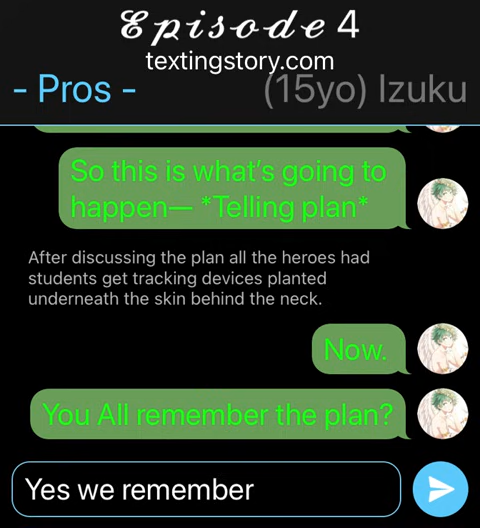 Episode 4
textingstory.com
- Pros -
(15yo) Izuku
So this is what's going to
happen— *Telling plan*
After discussing the plan all the heroes had
students get tracking devices planted
underneath the skin behind the neck.
Now.
You All remember the plan?
Yes we remember